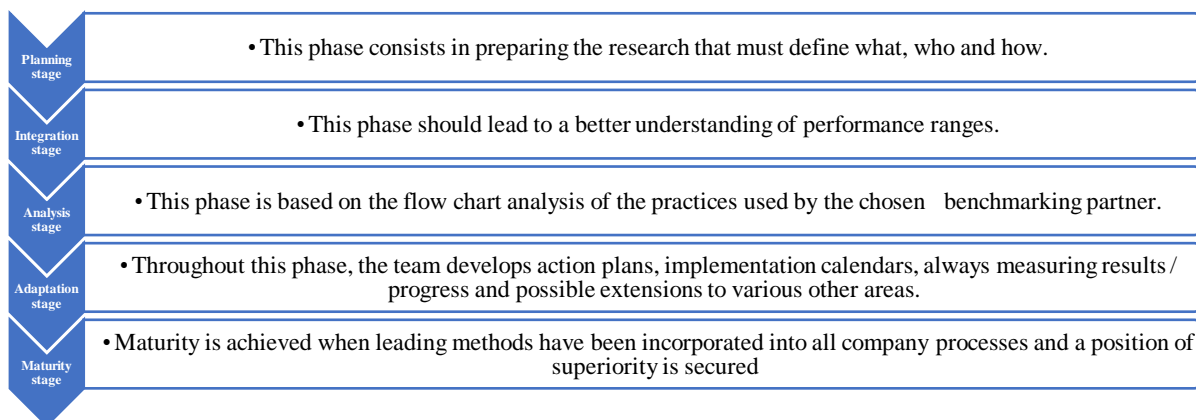 Planning
stage
• This phase consists in preparing the research that must define what, who and how.
Integration
stage
• This phase should lead to a better understanding of performance ranges.
Analysis
stage
• This phase is based on the flow chart analysis of the practices used by the chosen benchmarking partner.
Adaptation
stage
• Throughout this phase, the team develops action plans, implementation calendars, always measuring results /
progress and possible extensions to various other areas.
Maturity
stage
• Maturity is achieved when leading methods have been incorporated into all company processes and a position of
superiority is secured